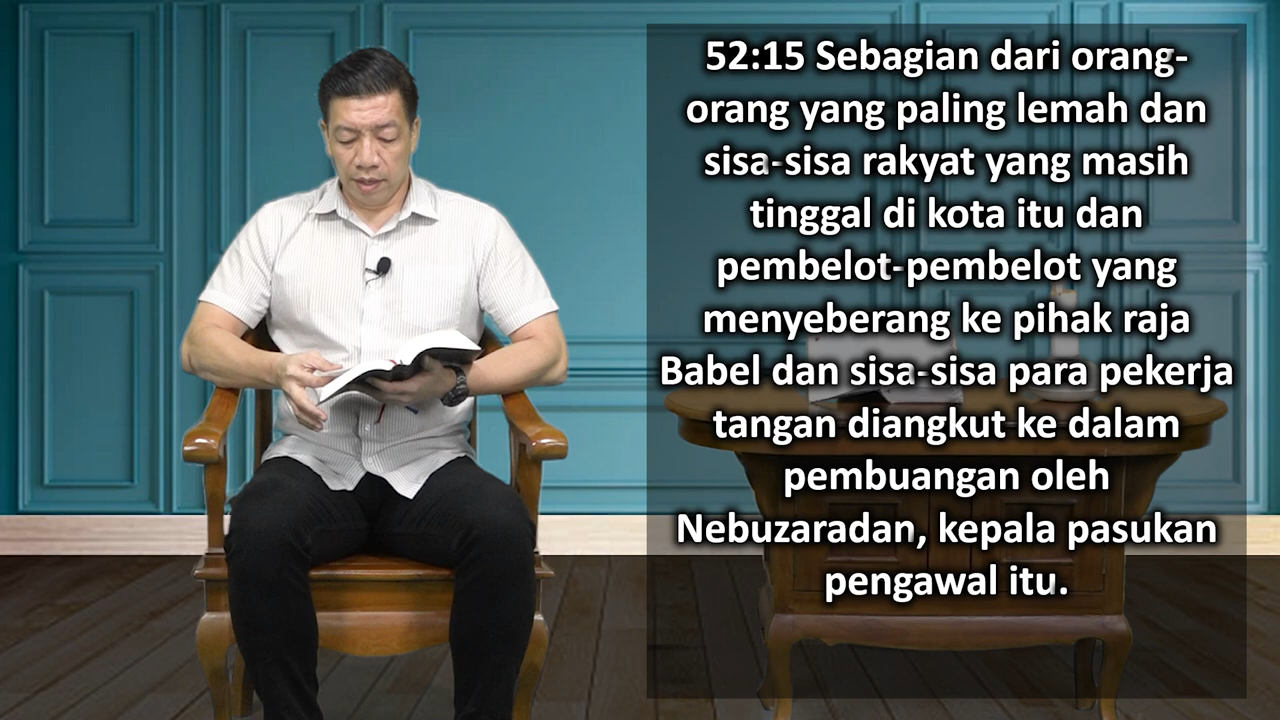 52:15 Sebagian dari orang-
orang yang paling lemah dan
sisa-sisa rakyat yang masih
tinggal di kota itu dan
pembelot-pembelot yang
menyeberang ke pihak raja
Babel dan sisa-sisa para pekerja
tangan diangkut ke dalam
pembuangan oleh
Nebuzaradan, kepala pasukan
pengawal itu.